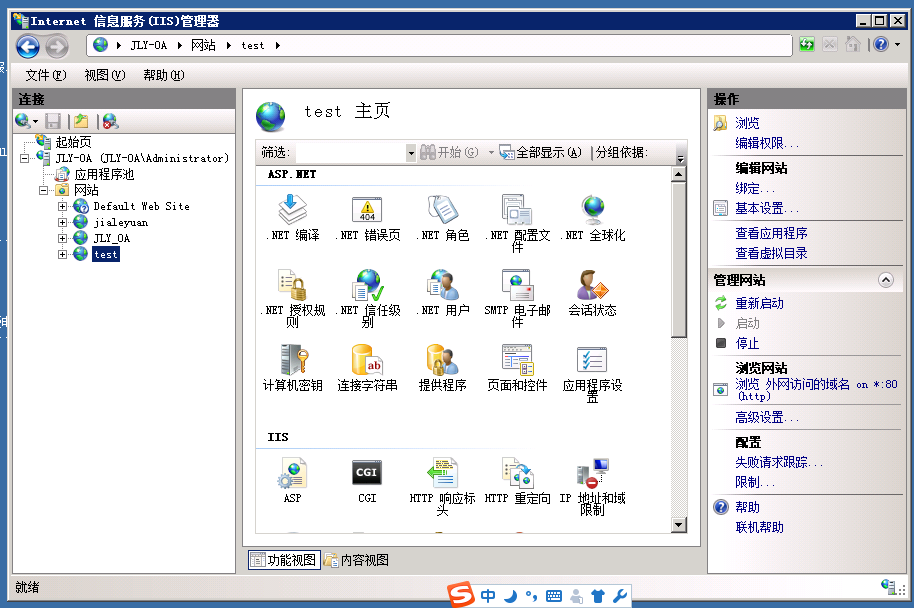 Internet 信息服务(IIS)管理器
JLY-OA 网站 test
文件(F) 视图(V) 帮助(H)
连接
起始页
JLY-OA (JLY-OA\Administrator)
应用程序池
网站
Default Web Site
jialeyuan
JLY_OA
test
test 主页
筛选: 开始(G) 全部显示(A) 分组依据:
ASP.NET
.NET 编译 .NET 错误页 .NET 角色 .NET 配置文 .NET 全球化
404
件
.NET 授权规 .NET 信任级 .NET 用户 SMTP 电子邮 会话状态
则 别 件
ab
计算机密钥 连接字符串 提供程序 页面和控件 应用程序设
置
IIS
CGI
ASP CGI HTTP 响应标 HTTP 重定向 IP 地址和域
头 限制
功能视图 内容视图
操作
浏览
编辑权限...
编辑网站
绑定...
基本设置...
查看应用程序
查看虚拟目录
管理网站
重新启动
启动
停止
浏览网站
浏览 外网访问的域名 on *:80
(http)
高级设置...
配置
失败请求跟踪...
限制...
帮助
联机帮助
就绪
S 中